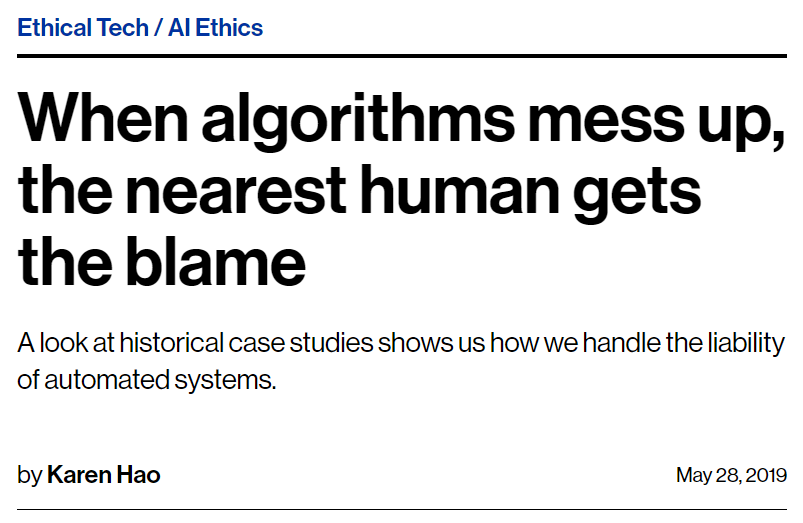 Ethical Tech / AI Ethics
When algorithms mess up,
the nearest human gets
the blame
A look at historical case studies shows us how we handle the liability
of automated systems.
by Karen Hao
May 28, 2019